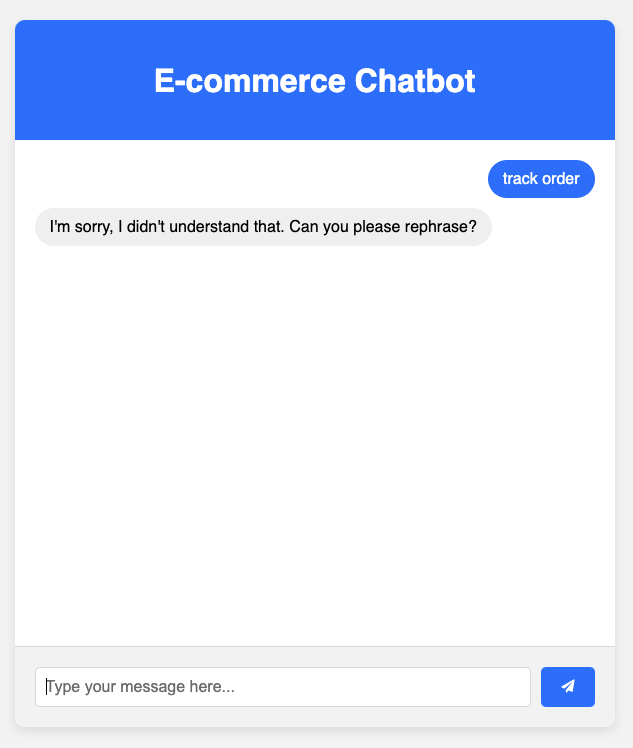 E-commerce Chatbot
track order
I'm sorry, I didn't understand that. Can you please rephrase?
Type your message here...